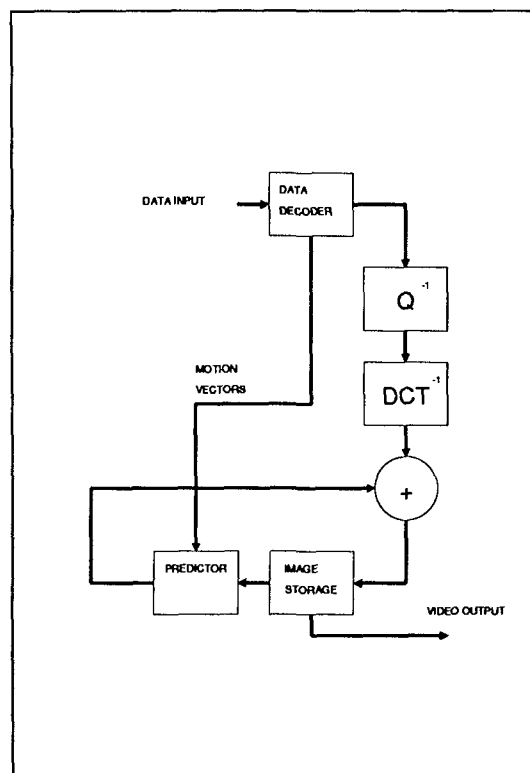 DATA
DECODER
DATA INPUT
Q -1
MOTION
VECTORS
DCT -1
+
PREDICTOR
IMAGE
STORAGE
VIDEO OUTPUT